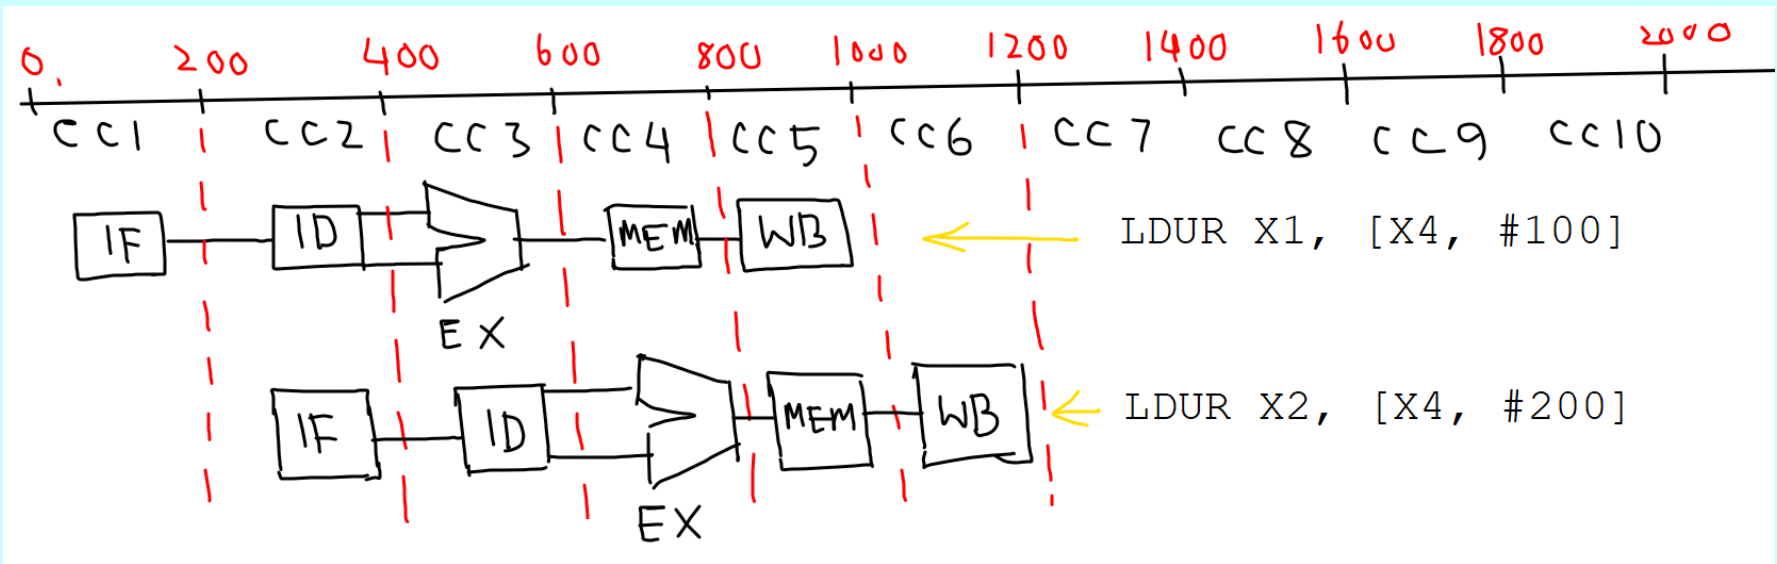 0. 200 400 600 800 1000 1200 1400 1600 1800 2000
CC1 CC2 CC3 CC4 CC5 CC6 CC7 CC8 CC9 CC10
IF ID MEM WB LDUR X1, [X4, #100]
EX
IF ID MEM WB LDUR X2, [X4, #200]
EX